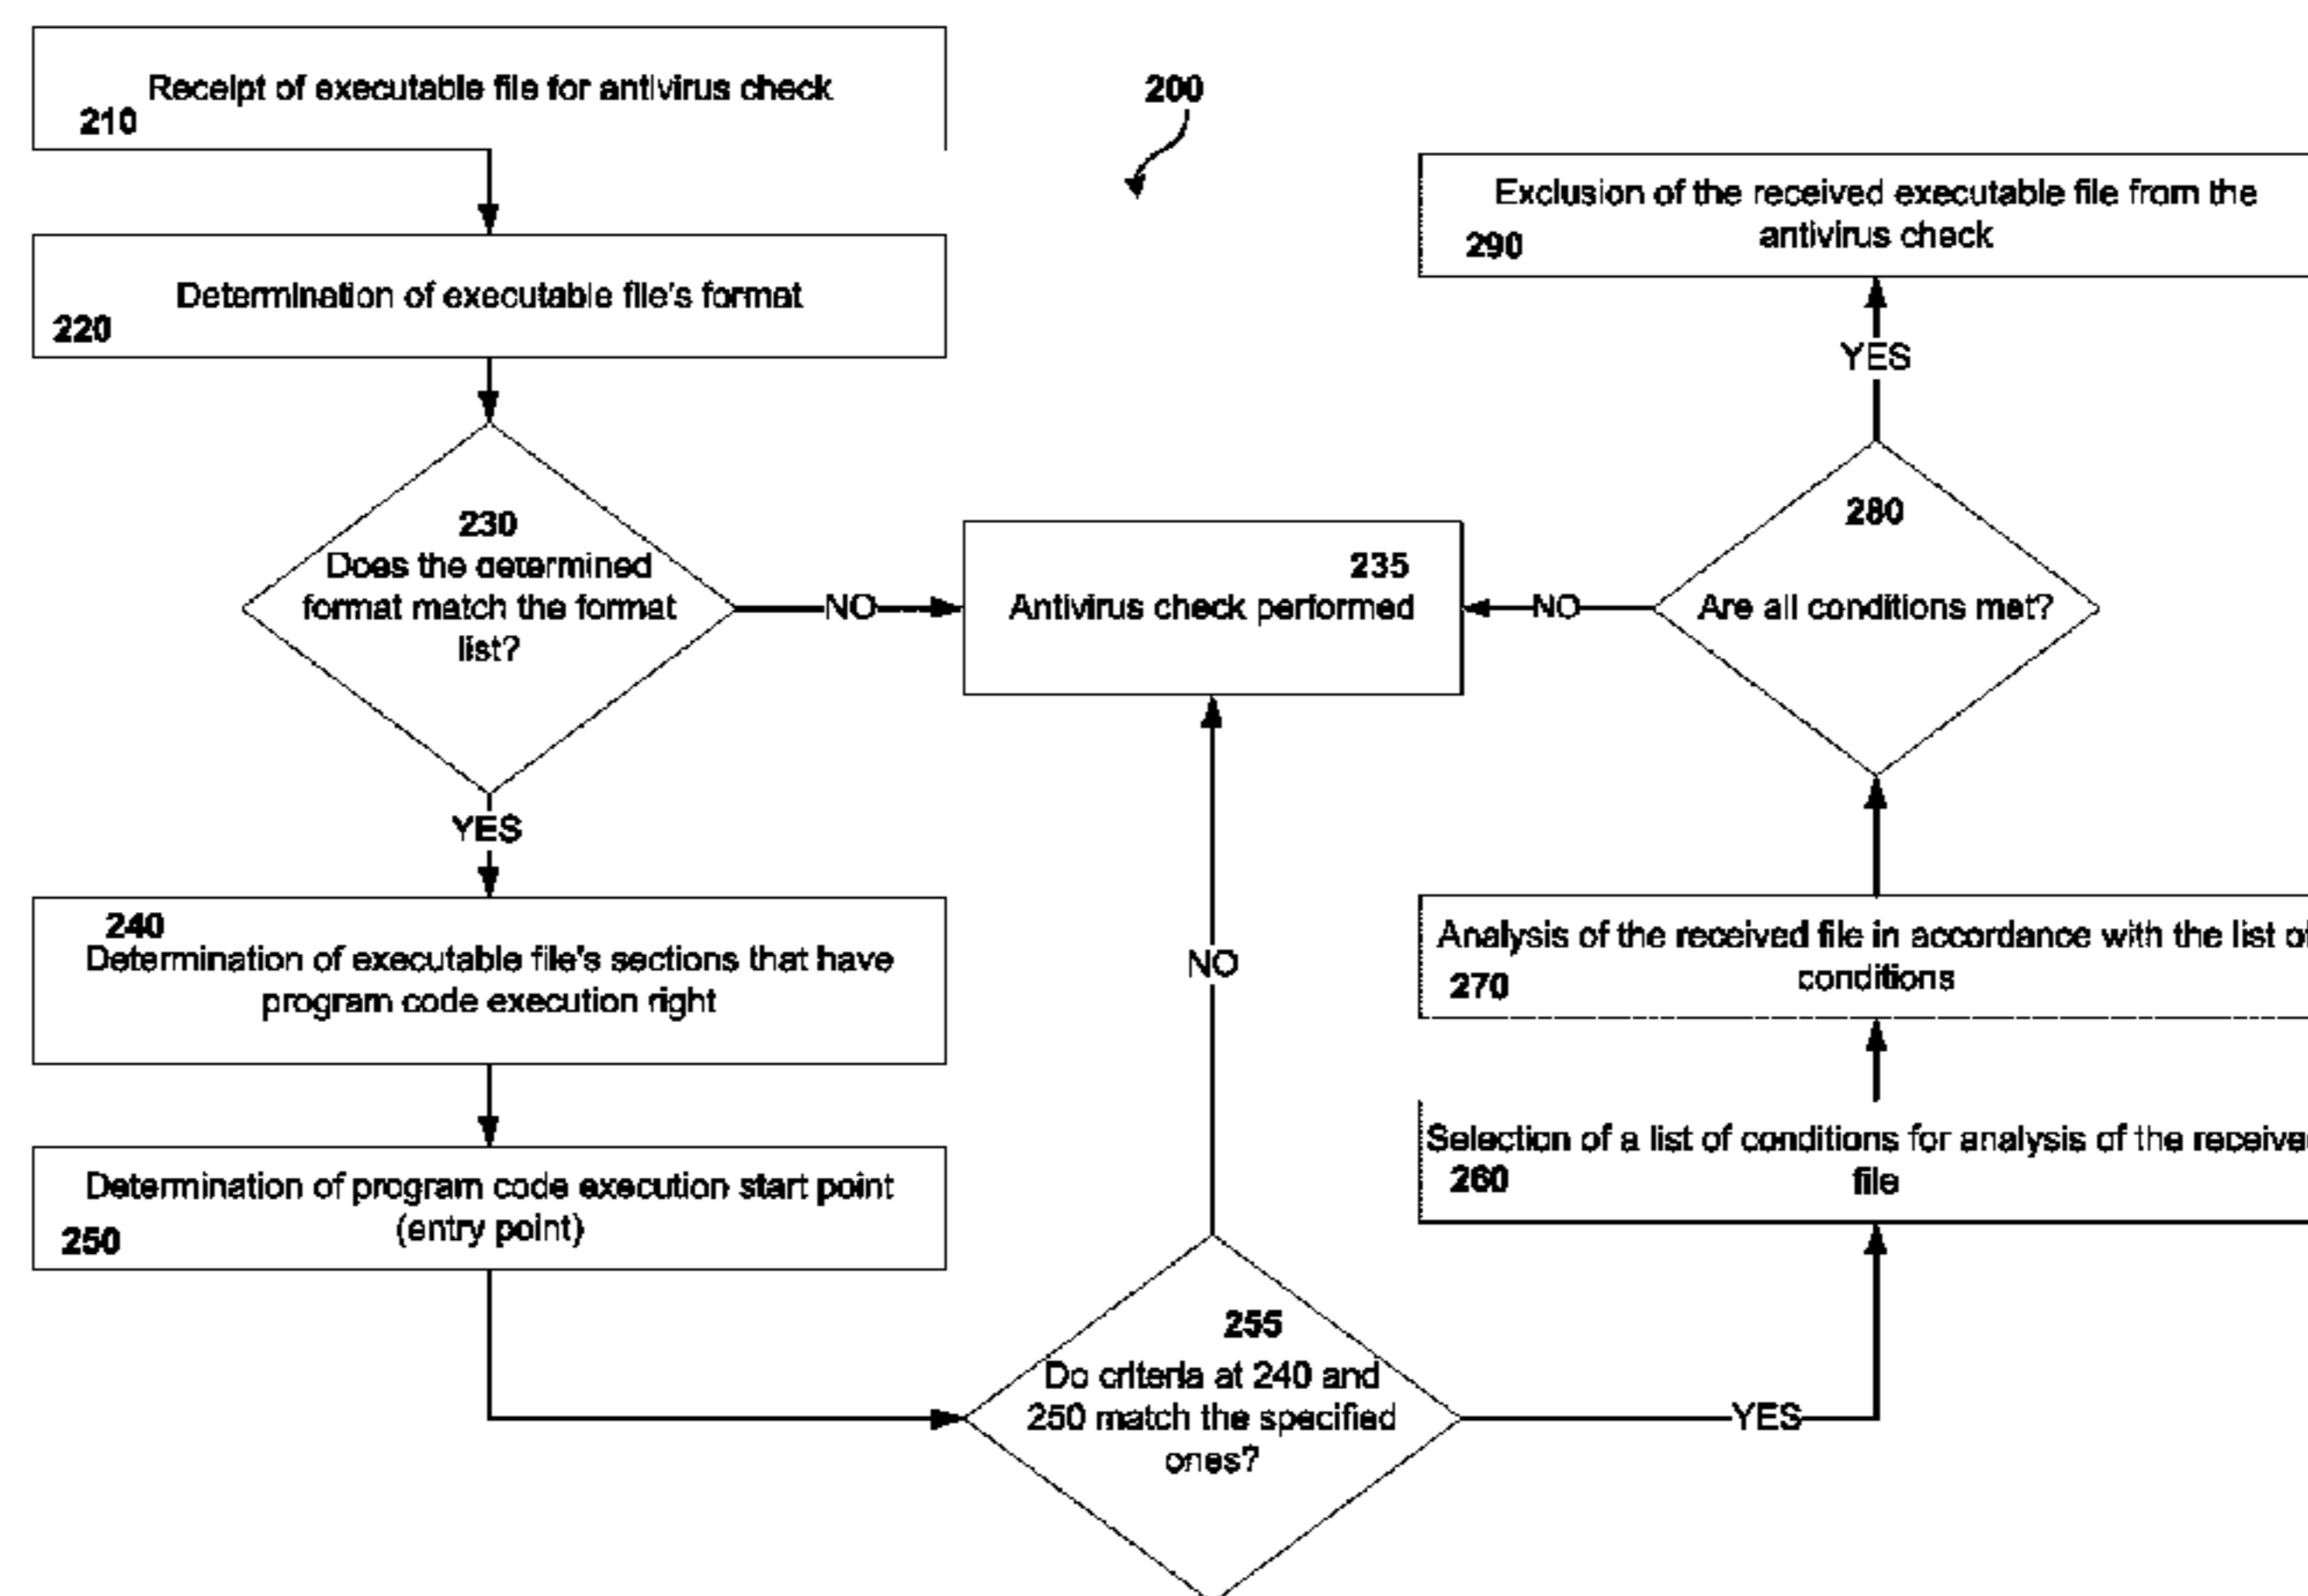 Receipt of executable file for antivirus check
210
200
Determination of executable file's format
220
230
Does the determined
format match the format
list?
NO
YES
235
Antivirus check performed
240
Determination of executable file's sections that have
program code execution right
Determination of program code execution start point
(entry point)
250
255
Do criteria at 240 and
250 match the specified
ones?
NO
YES
Selection of a list of conditions for analysis of the
260
file
Analysis of the received file in accordance with the list
conditions
270
280
Are all conditions met?
NO
YES
Exclusion of the received executable file from the
antivirus check
290